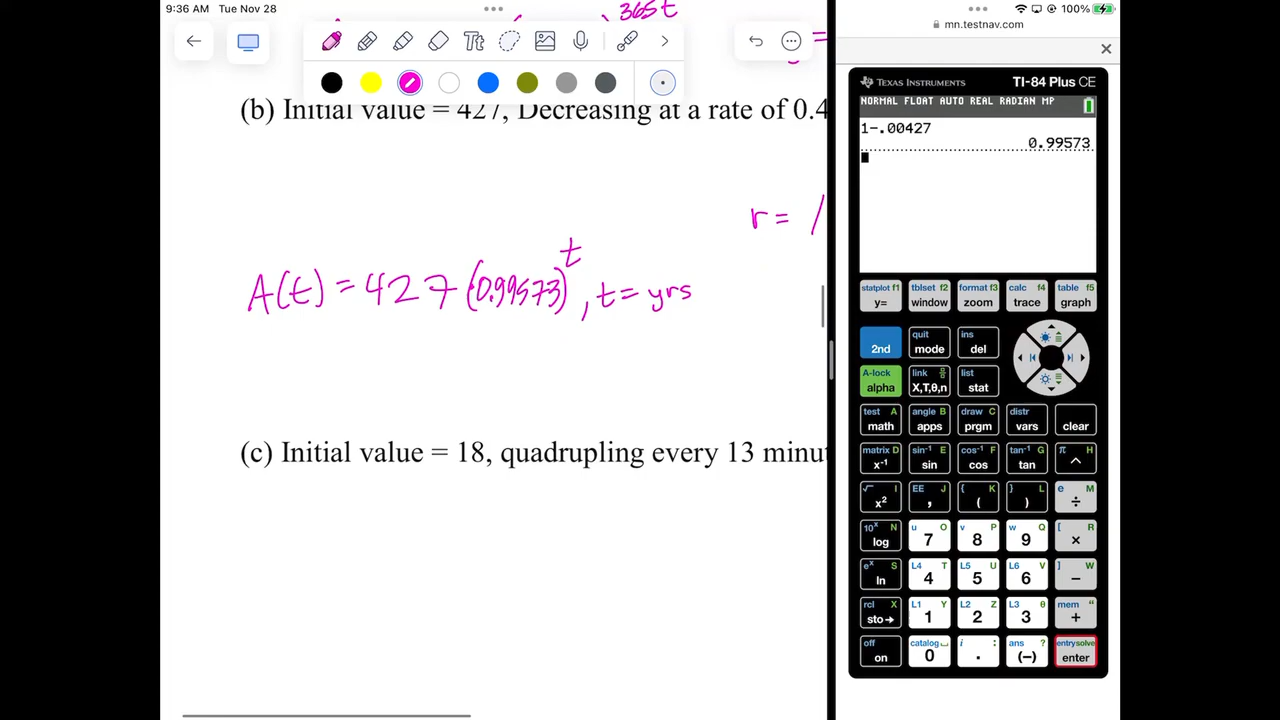 9:36 AM Tue Nov 28
100%
mn.testnav.com
365t
=
Tt
(b) Initial value = 427, Decreasing at a rate of 0.4
r =
A(t) = 427(0.99573)^t, t = yrs
(c) Initial value = 18, quadrupling every 13 minut
TEXAS INSTRUMENTS TI-84 Plus CE
NORMAL FLOAT AUTO REAL RADIAN MP
1-.00427
0.99573
statplot f1 tblset f2 format f3 calc f4 table f5
y= window zoom trace graph
quit ins
2nd mode del
A-lock link list
alpha X,T,θ,n stat
test A angle B draw C distr
math apps prgm vars clear
matrix D sin⁻¹ E cos⁻¹ F tan⁻¹ G π H
x⁻¹ sin cos tan ^
√ I EE J { K } L e M
x² , ( ) ÷
10ˣ N u O v P w Q [ R
log 7 8 9 ×
eˣ S L4 T L5 U L6 V ] W
ln 4 5 6 −
rcl X L1 Y L2 Z L3 θ mem "
sto→ 1 2 3 +
off catalog i : ans ? entry solve
on 0 . (−) enter